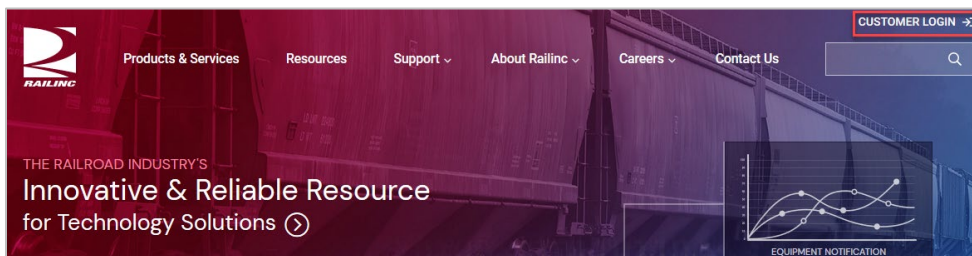 CUSTOMER LOGIN
RAILINC
Products & Services Resources Support About Railinc Careers Contact Us
THE RAILROAD INDUSTRY'S
Innovative & Reliable Resource
for Technology Solutions
EQUIPMENT NOTIFICATION